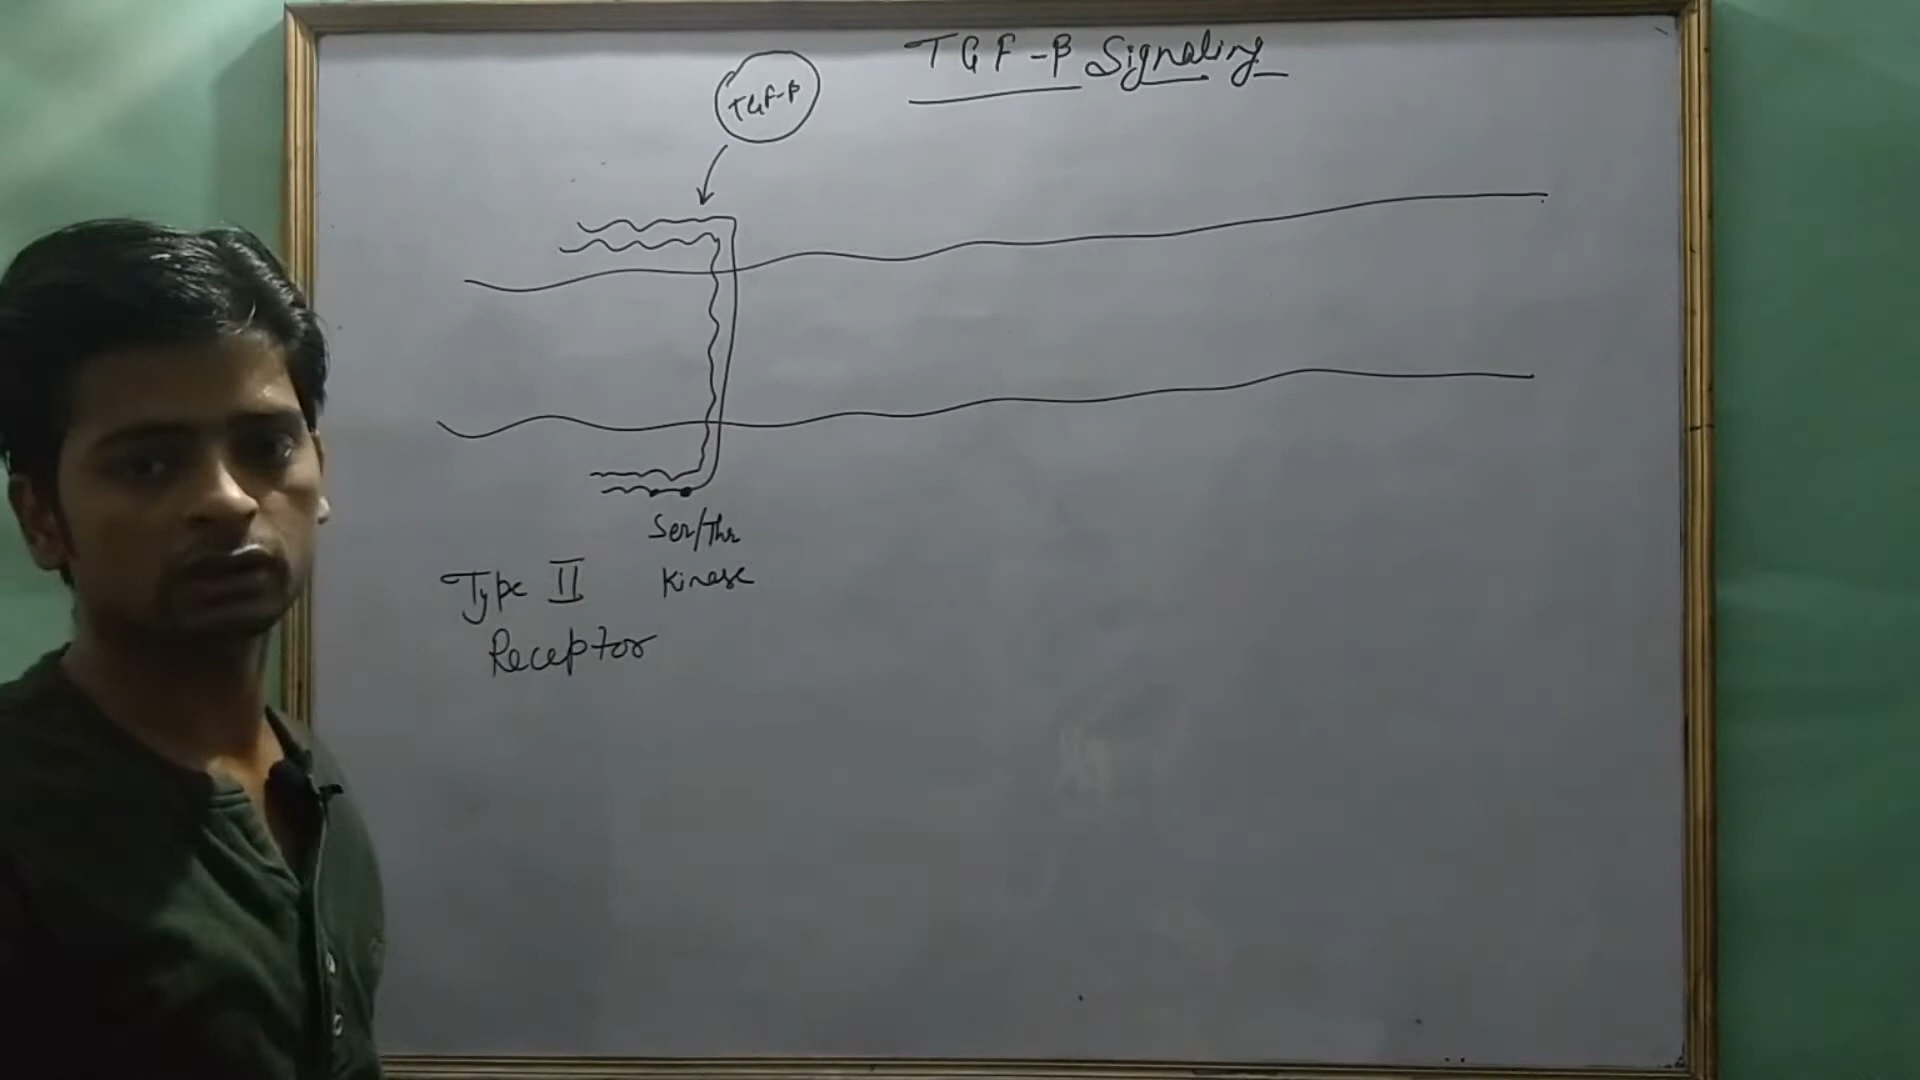 TGF-β Signaling
TGF-β
Ser/Thr
Kinase
Type II
Receptor